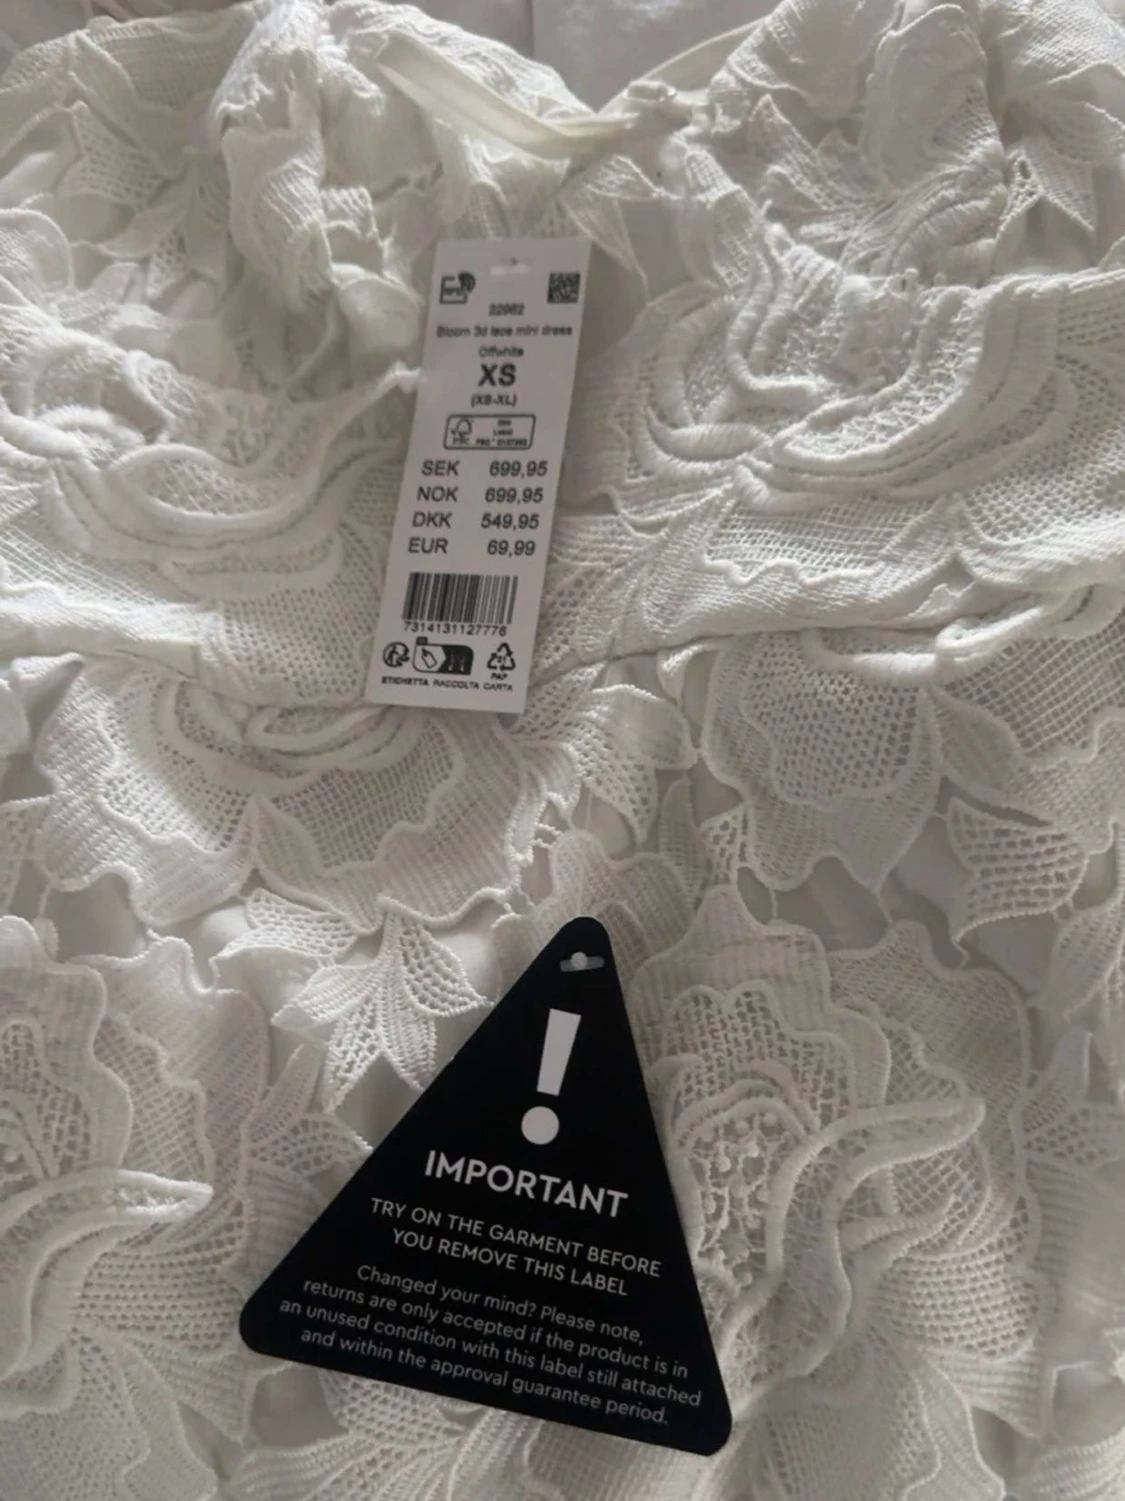 22962
Bloom 3d lace mini dress
Offwhite
XS
(XS-XL)
FSC
SEK 699,95
NOK 699,95
DKK 549,95
EUR 69,99
7314131127776
PAP
ETICHETTA RACCOLTA CARTA
!
IMPORTANT
TRY ON THE GARMENT BEFORE
YOU REMOVE THIS LABEL
Changed your mind? Please note,
returns are only accepted if the product is in
an unused condition with this label still attached
and within the approval guarantee period.